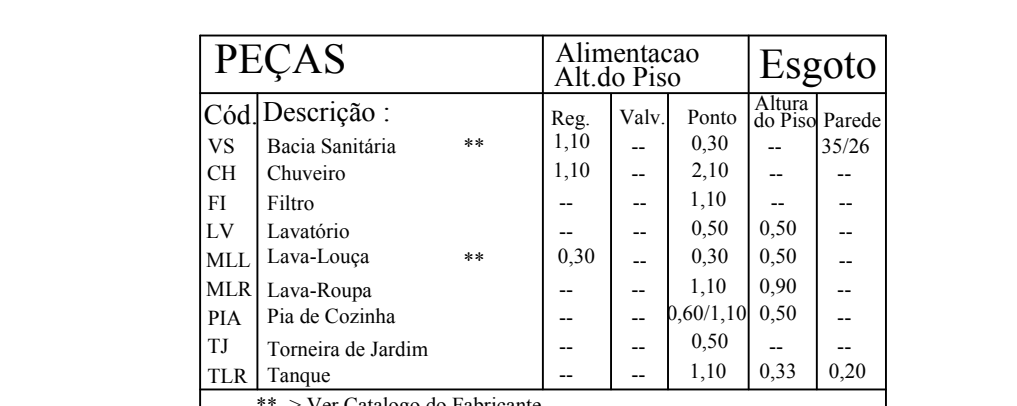 PEÇAS Alimentacao Alt.do Piso Esgoto
Cód. Descrição : Reg. Valv. Ponto Altura do Piso Parede
VS Bacia Sanitária ** 1,10 -- 0,30 -- 35/26
CH Chuveiro 1,10 -- 2,10 -- --
FI Filtro -- -- 1,10 -- --
LV Lavatório -- -- 0,50 0,50 --
MLL Lava-Louça ** 0,30 -- 0,30 0,50 --
MLR Lava-Roupa -- -- 1,10 0,90 --
PIA Pia de Cozinha -- -- 0,60/1,10 0,50 --
TJ Torneira de Jardim -- -- 0,50 -- --
TLR Tanque -- -- 1,10 0,33 0,20
** -> Ver Catalogo do Fabricante